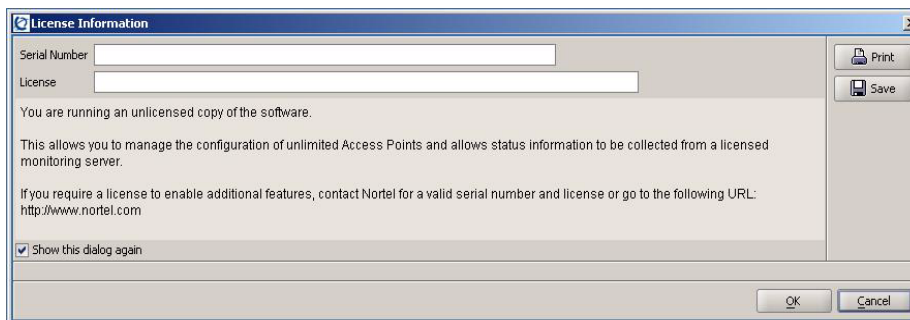 License Information
Serial Number
Print
License
Save
You are running an unlicensed copy of the software.
This allows you to manage the configuration of unlimited Access Points and allows status information to be collected from a licensed
monitoring server.
If you require a license to enable additional features, contact Nortel for a valid serial number and license or go to the following URL:
http://www.nortel.com
Show this dialog again
OK
Cancel